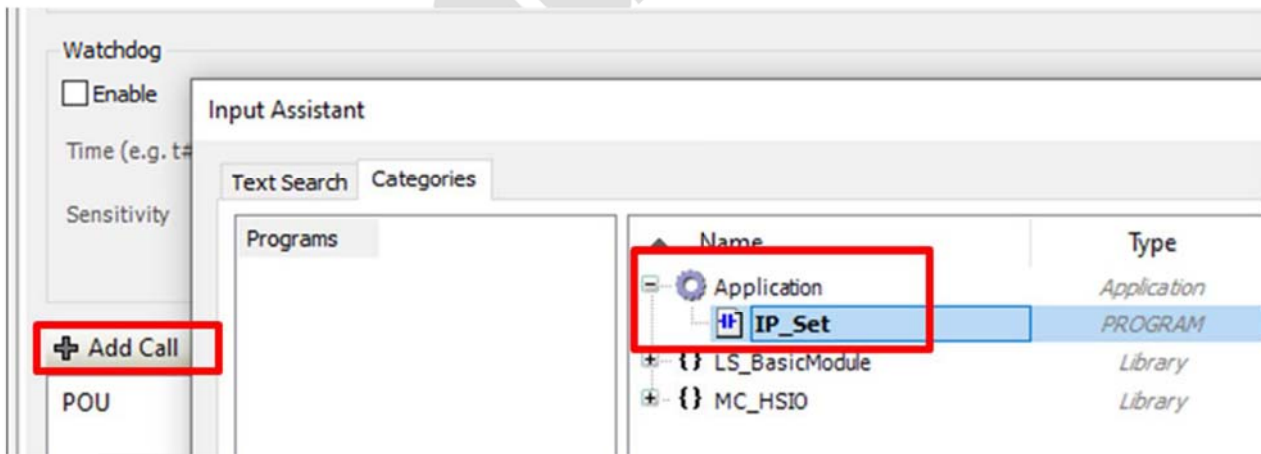 Watchdog
Enable
Input Assistant
Time (e.g. t#
Text Search Categories
Sensitivity
Programs
Name Type
Application Application
IP_Set PROGRAM
Add Call
{} LS_BasicModule Library
POU
{} MC_HSIO Library